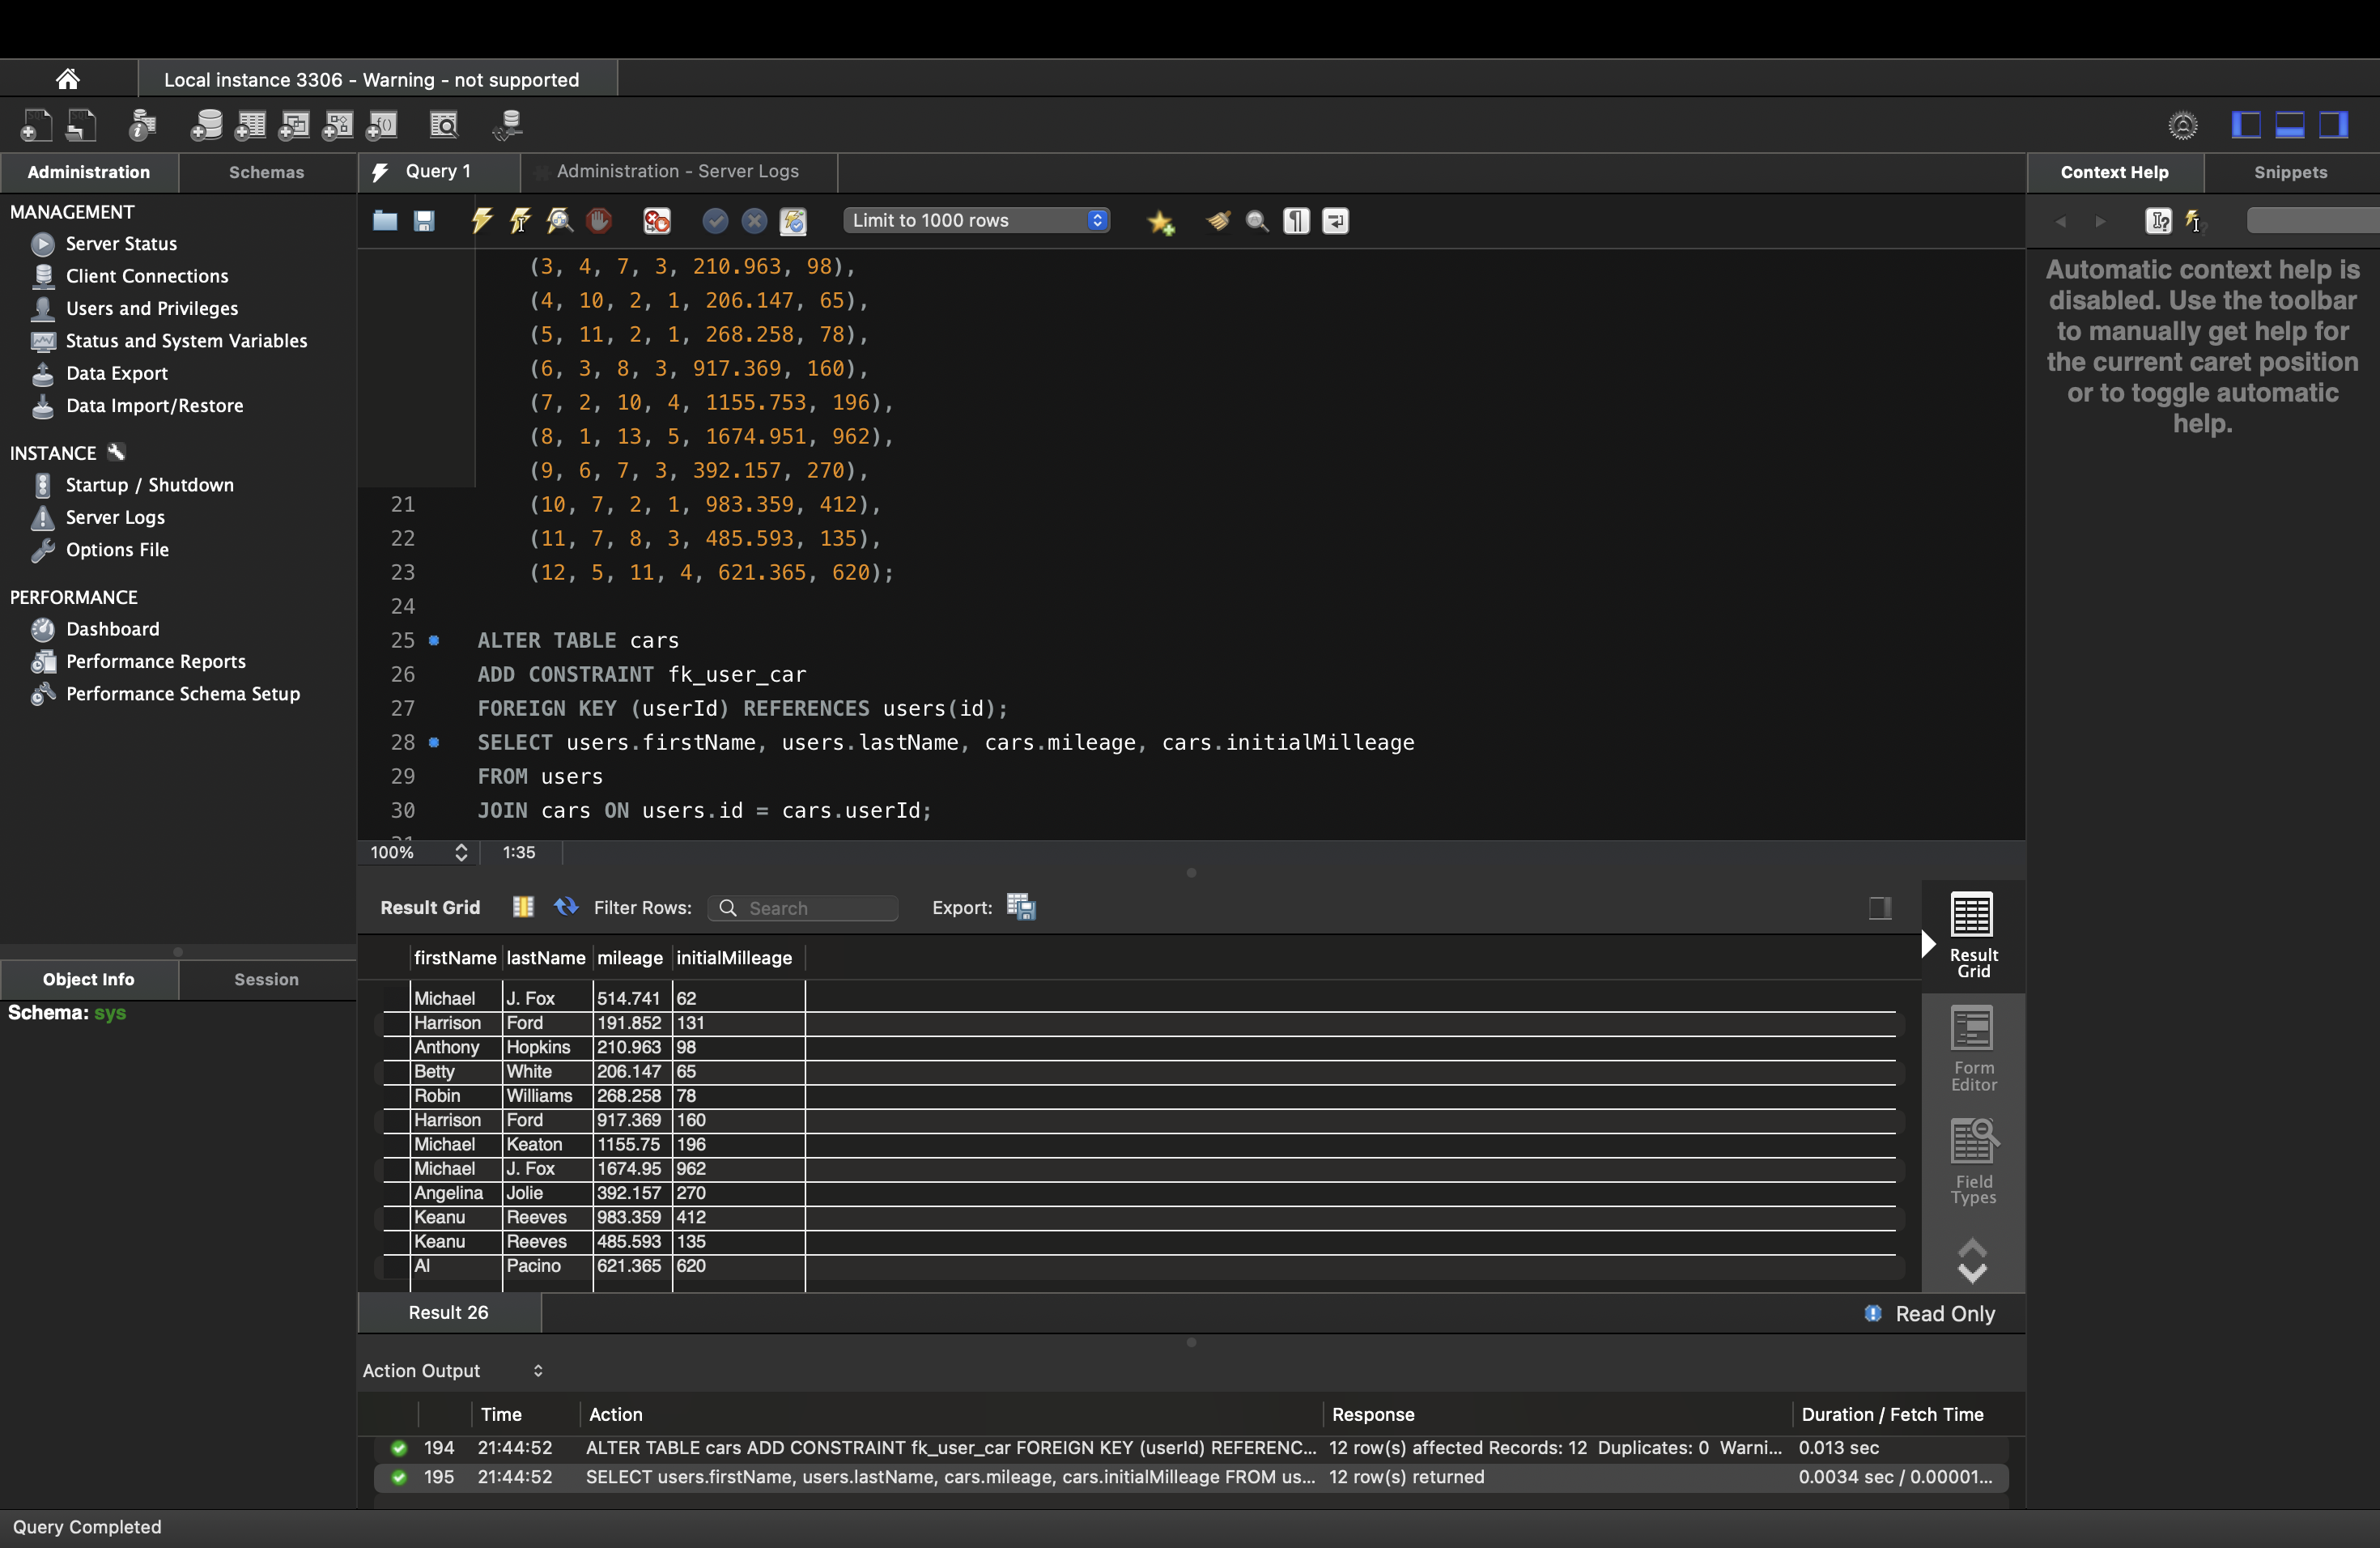 Local instance 3306 - Warning - not supported
Administration
Schemas
MANAGEMENT
Server Status
Client Connections
Users and Privileges
Status and System Variables
Data Export
Data Import/Restore
INSTANCE
Startup / Shutdown
Server Logs
Options File
PERFORMANCE
Dashboard
Performance Reports
Performance Schema Setup
Object Info
Session
Schema: sys
Query 1
Administration - Server Logs
Limit to 1000 rows
(3, 4, 7, 3, 210.963, 98),
(4, 10, 2, 1, 206.147, 65),
(5, 11, 2, 1, 268.258, 78),
(6, 3, 8, 3, 917.369, 160),
(7, 2, 10, 4, 1155.753, 196),
(8, 1, 13, 5, 1674.951, 962),
(9, 6, 7, 3, 392.157, 270),
21 (10, 7, 2, 1, 983.359, 412),
22 (11, 7, 8, 3, 485.593, 135),
23 (12, 5, 11, 4, 621.365, 620);
24
25 ALTER TABLE cars
26 ADD CONSTRAINT fk_user_car
27 FOREIGN KEY (userId) REFERENCES users(id);
28 SELECT users.firstName, users.lastName, cars.mileage, cars.initialMilleage
29 FROM users
30 JOIN cars ON users.id = cars.userId;
100% 1:35
Result Grid Filter Rows: Search Export:
firstName lastName mileage initialMilleage
Michael J. Fox 514.741 62
Harrison Ford 191.852 131
Anthony Hopkins 210.963 98
Betty White 206.147 65
Robin Williams 268.258 78
Harrison Ford 917.369 160
Michael Keaton 1155.75 196
Michael J. Fox 1674.95 962
Angelina Jolie 392.157 270
Keanu Reeves 983.359 412
Keanu Reeves 485.593 135
Al Pacino 621.365 620
Result
Grid
Form
Editor
Field
Types
Result 26
Read Only
Action Output
Time Action Response Duration / Fetch Time
194 21:44:52 ALTER TABLE cars ADD CONSTRAINT fk_user_car FOREIGN KEY (userId) REFERENC... 12 row(s) affected Records: 12 Duplicates: 0 Warni... 0.013 sec
195 21:44:52 SELECT users.firstName, users.lastName, cars.mileage, cars.initialMilleage FROM us... 12 row(s) returned 0.0034 sec / 0.00001...
Context Help
Snippets
Automatic context help is
disabled. Use the toolbar
to manually get help for
the current caret position
or to toggle automatic
help.
Query Completed